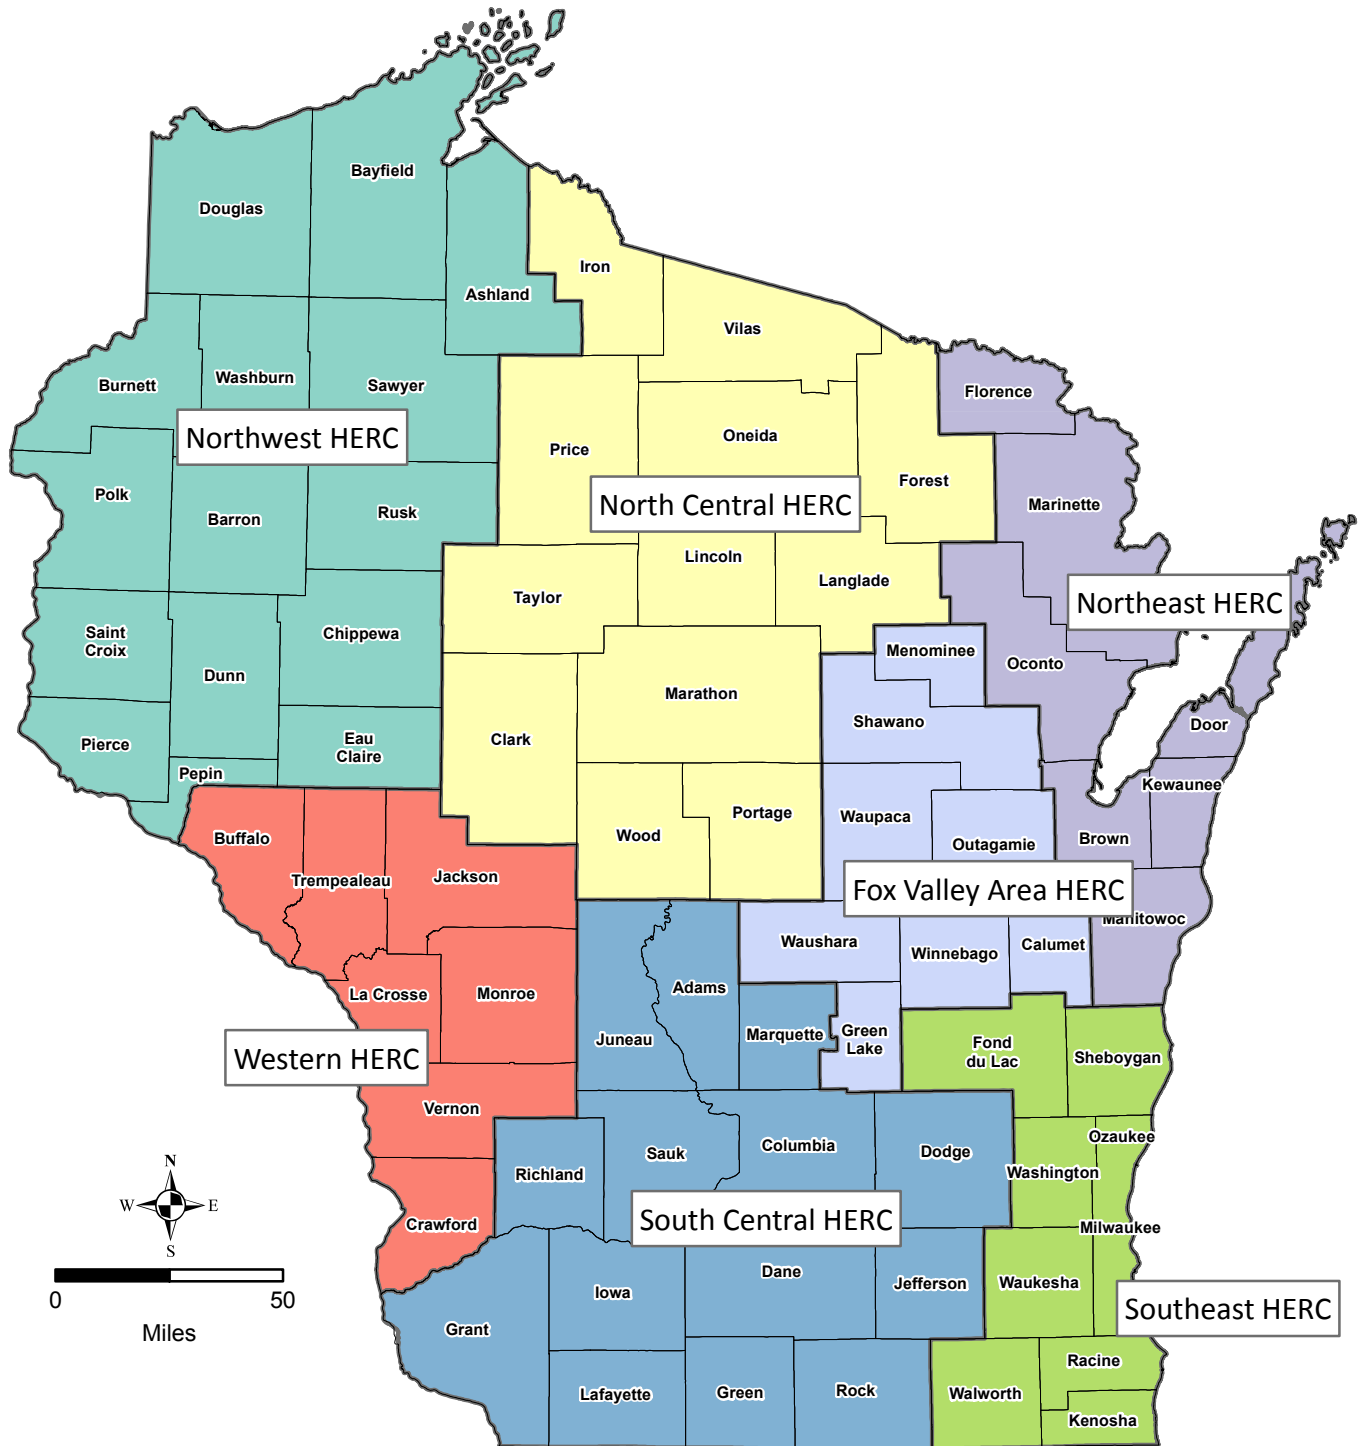 Bayfield
Douglas
Iron
Ashland
Vilas
Burnett
Washburn
Sawyer
Florence
Northwest HERC
Price
Oneida
Forest
Polk
Barron
Rusk
North Central HERC
Marinette
Lincoln
Langlade
Taylor
Northeast HERC
Saint
Croix
Chippewa
Menominee
Oconto
Dunn
Marathon
Shawano
Door
Pierce
Eau
Claire
Clark
Pepin
Kewaunee
Buffalo
Wood
Portage
Waupaca
Outagamie
Brown
Trempealeau
Jackson
Fox Valley Area HERC
Manitowoc
Waushara
Winnebago
Calumet
La Crosse
Monroe
Adams
Juneau
Marquette
Green
Lake
Fond
du Lac
Sheboygan
Western HERC
Vernon
Richland
Sauk
Columbia
Dodge
Ozaukee
Washington
Crawford
South Central HERC
Milwaukee
Iowa
Dane
Jefferson
Waukesha
Southeast HERC
Grant
Lafayette
Green
Rock
Walworth
Racine
Kenosha
N
W
E
S
0
50
Miles